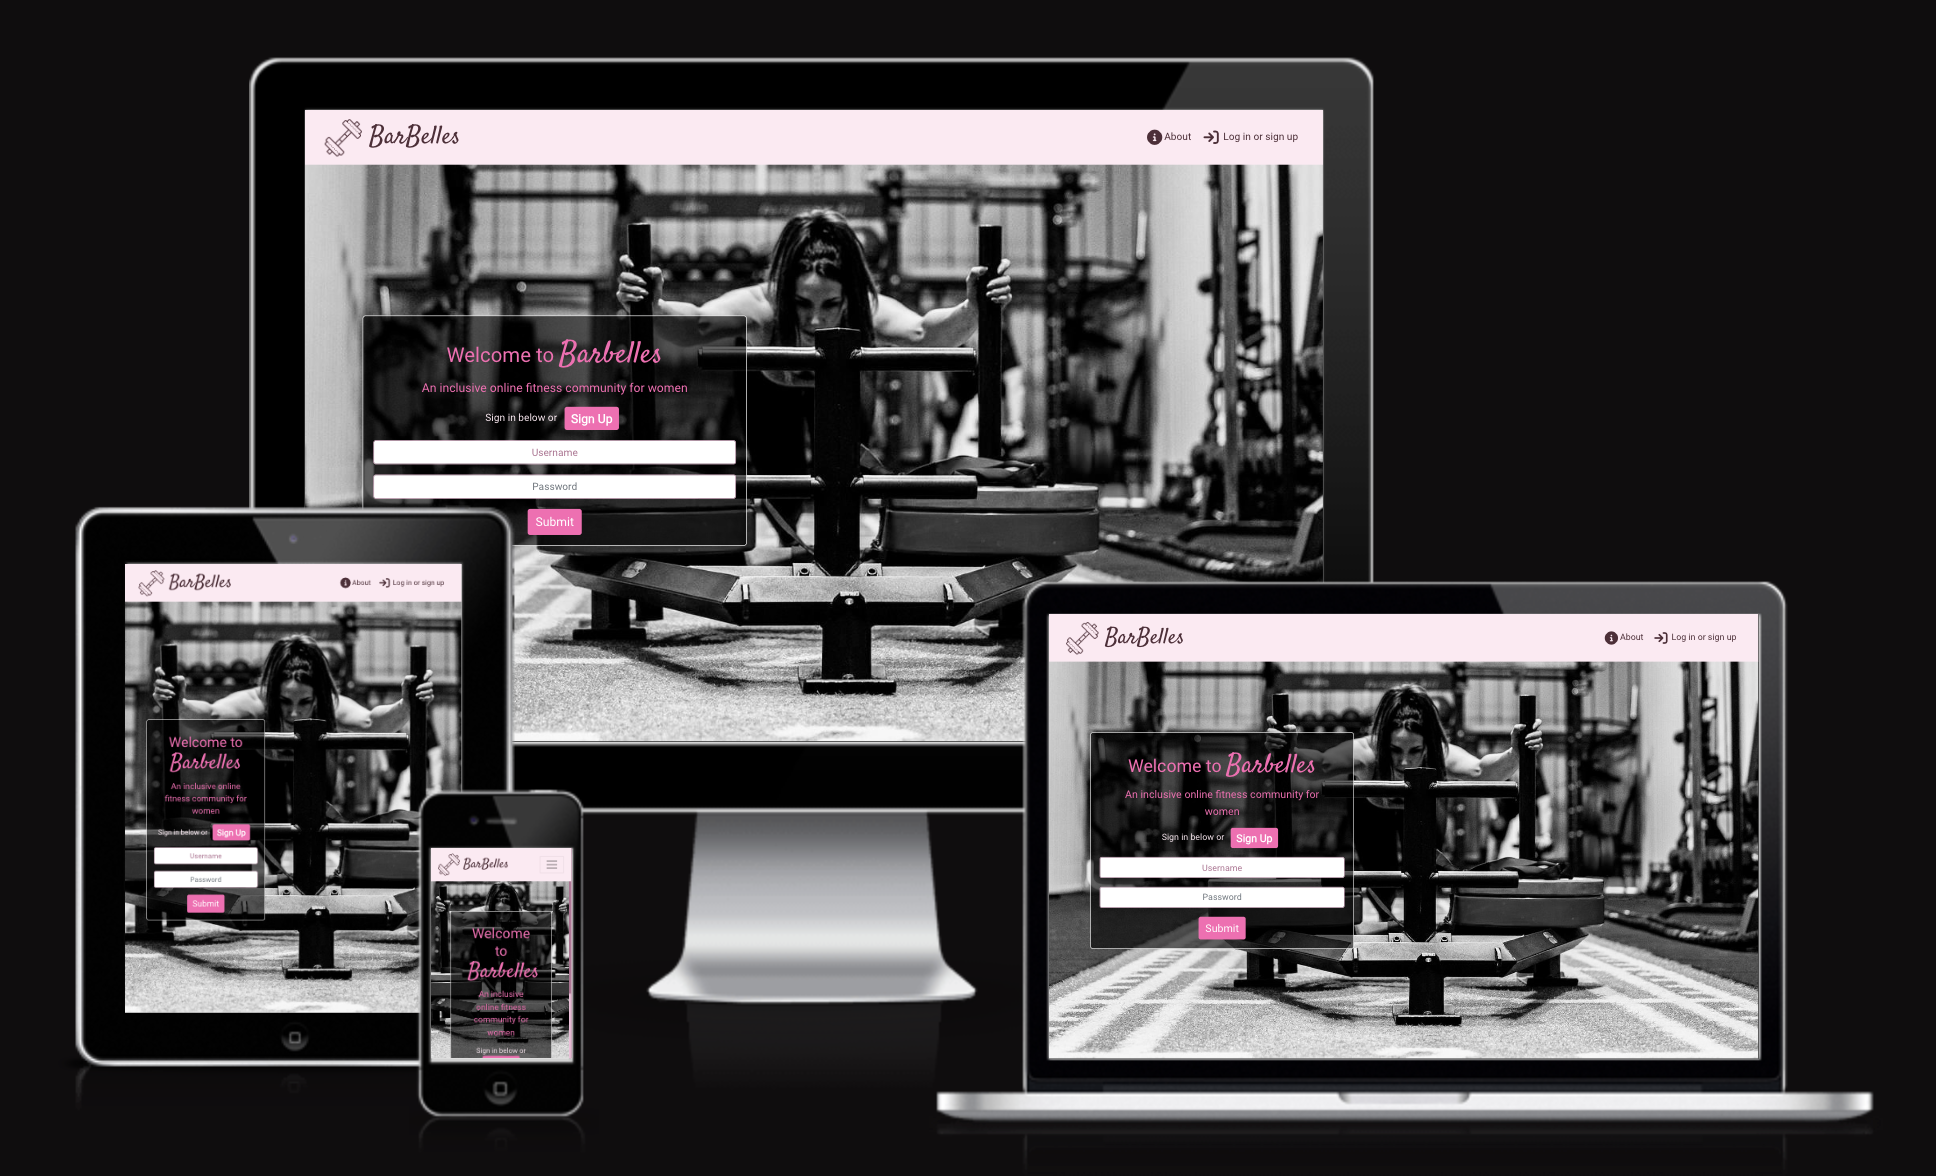 BarBelles
About Log in or sign up
Welcome to Barbelles
An inclusive online fitness community for women
Sign in below or Sign Up
Username
Password
Submit
BarBelles
About Log in or sign up
Welcome to
Barbelles
An inclusive online
fitness community for
women
Sign in below or Sign Up
Username
Password
Submit
BarBelles
Welcome
to
Barbelles
An inclusive
online fitness
community for
women
Sign in below or
BarBelles
About Log in or sign up
Welcome to Barbelles
An inclusive online fitness community for
women
Sign in below or Sign Up
Username
Password
Submit